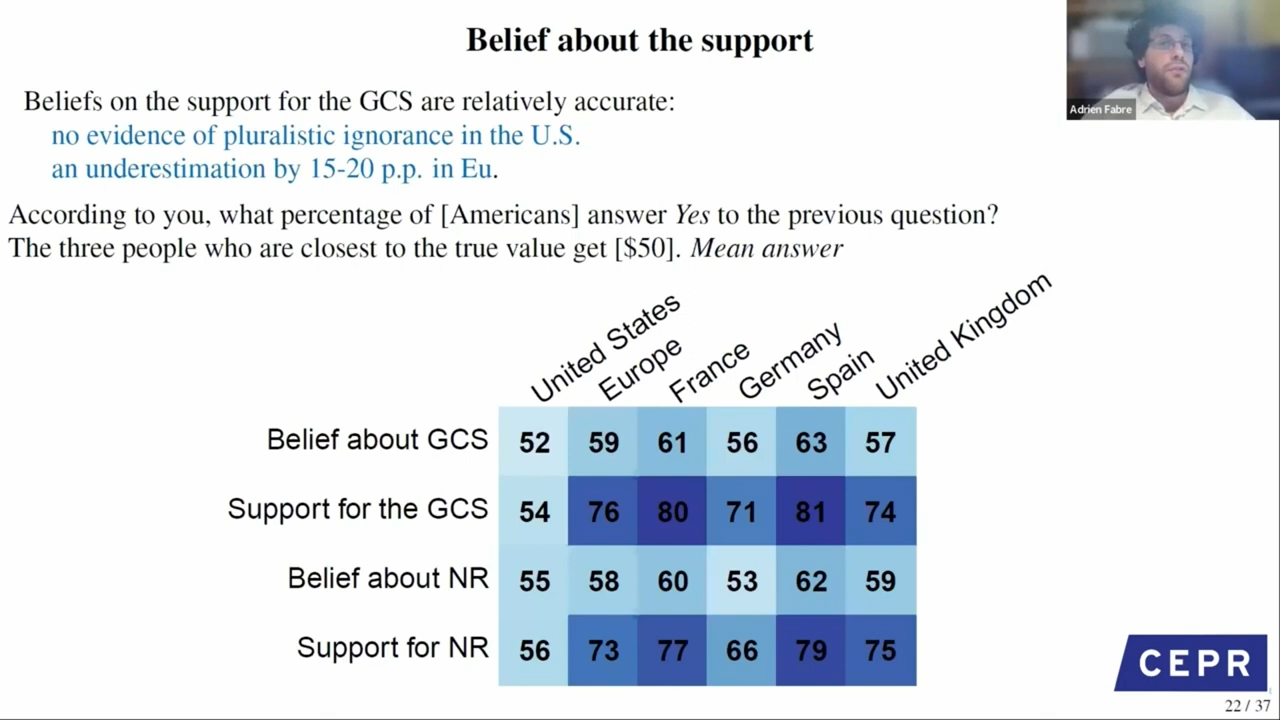 Belief about the support
Adrien Fabre
Beliefs on the support for the GCS are relatively accurate:
no evidence of pluralistic ignorance in the U.S.
an underestimation by 15-20 p.p. in Eu.
According to you, what percentage of [Americans] answer Yes to the previous question?
The three people who are closest to the true value get [$50]. Mean answer
United States Europe France Germany Spain United Kingdom
Belief about GCS 52 59 61 56 63 57
Support for the GCS 54 76 80 71 81 74
Belief about NR 55 58 60 53 62 59
Support for NR 56 73 77 66 79 75
CEPR
22 / 37